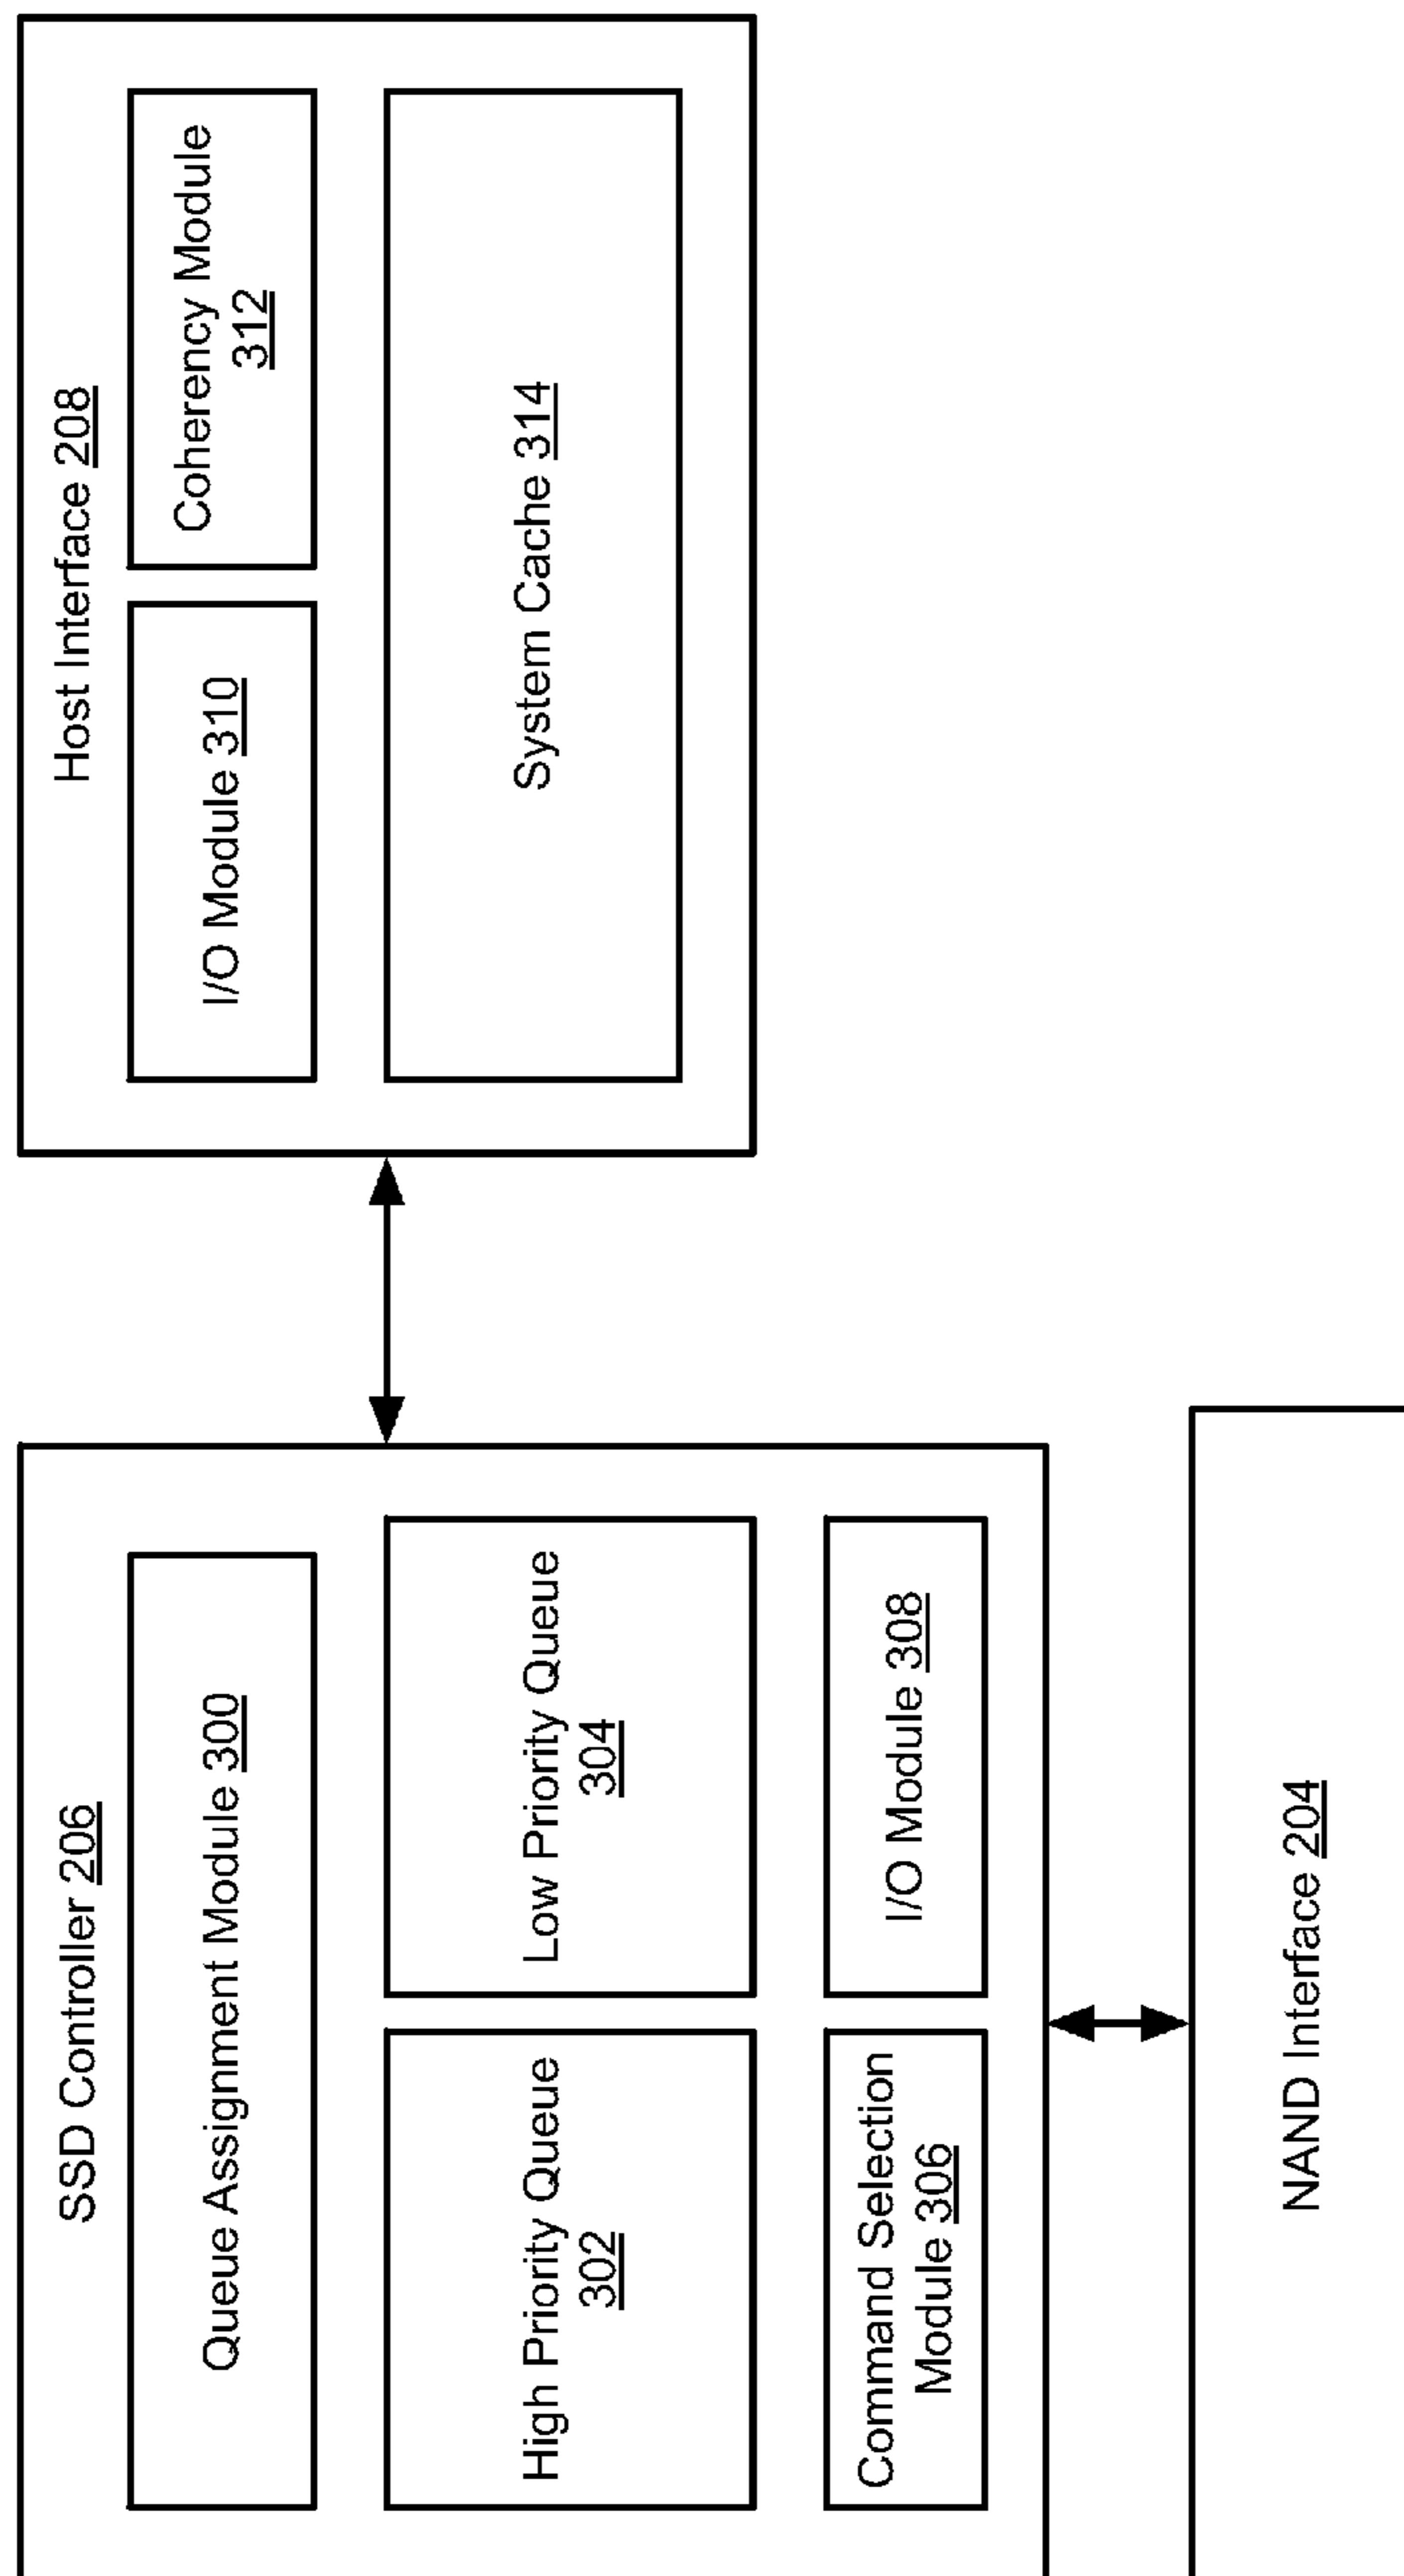 SSD Controller 206
Queue Assignment Module 300
High Priority Queue
302
Low Priority Queue
304
Command Selection
Module 306
I/O Module 308
Host Interface 208
I/O Module 310
Coherency Module
312
System Cache 314
NAND Interface 204